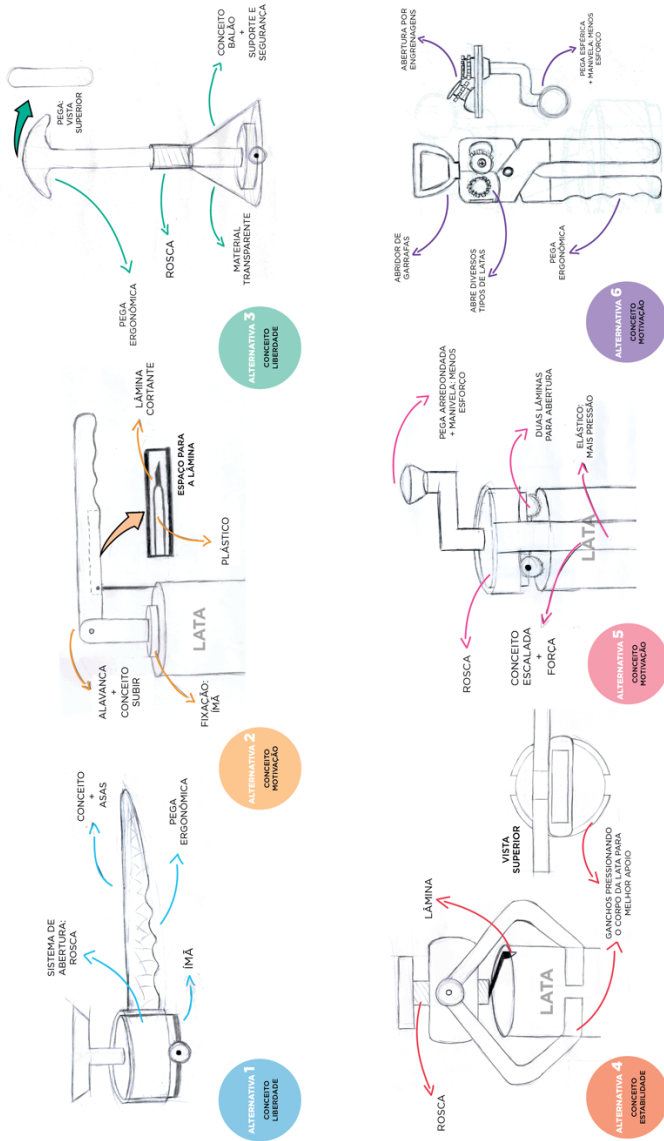 ALTERNATIVA 1
CONCEITO
LIBERDADE
SISTEMA DE
ABERTURA:
ROSCA
CONCEITO
+
ASAS
PEGA
ERGONÔMICA
ÍMÃ
ALTERNATIVA 2
CONCEITO
MOTIVAÇÃO
ALAVANCA
+
CONCEITO
SUBIR
FIXAÇÃO:
ÍMÃ
LATA
LÂMINA
CORTANTE
ESPAÇO PARA
A LÂMINA
PLÁSTICO
ALTERNATIVA 3
CONCEITO
LIBERDADE
PEGA
ERGONÔMICA
PEGA:
VISTA
SUPERIOR
ROSCA
MATERIAL
TRANSPARENTE
CONCEITO
BALÃO
+
SUPORTE E
SEGURANÇA
ALTERNATIVA 4
CONCEITO
ESTABILIDADE
ROSCA
LÂMINA
LATA
VISTA
SUPERIOR
GANCHOS PRESSIONANDO
O CORPO DA LATA PARA
MELHOR APOIO
ALTERNATIVA 5
CONCEITO
MOTIVAÇÃO
ROSCA
CONCEITO
ESCALADA
+
FORÇA
PEGA ARREDONDADA
+ MANIVELA: MENOS
ESFORÇO
DUAS LÂMINAS
PARA ABERTURA
ELÁSTICO:
MAIS PRESSÃO
LATA
ALTERNATIVA 6
CONCEITO
MOTIVAÇÃO
ABRIDOR DE
GARRAFAS
ABRE DIVERSOS
TIPOS DE LATAS
PEGA
ERGONÔMICA
ABERTURA POR
ENGRENAGENS
PEGA ESFÉRICA
+ MANIVELA: MENOS
ESFORÇO